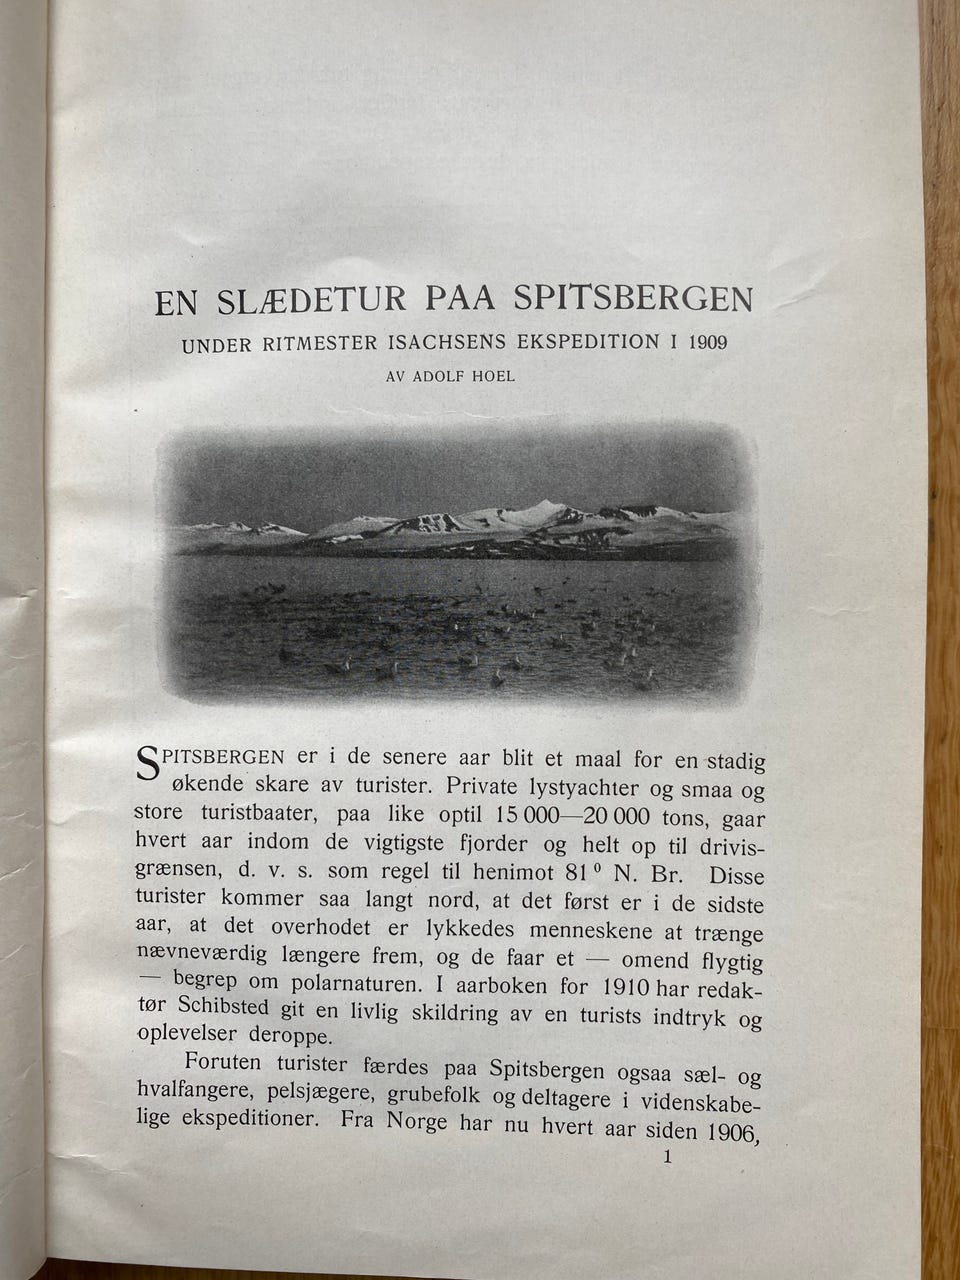 EN SLÆDETUR PAA SPITSBERGEN
UNDER RITMESTER ISACHSENS EKSPEDITION I 1909
AV ADOLF HOEL
SPITSBERGEN er i de senere aar blit et maal for en stadig
økende skare av turister. Private lystyachter og smaa og
store turistbaater, paa like optil 15 000—20 000 tons, gaar
hvert aar indom de vigtigste fjorder og helt op til drivis-
grænsen, d. v. s. som regel til henimot 81⁰ N. Br. Disse
turister kommer saa langt nord, at det først er i de sidste
aar, at det overhodet er lykkedes menneskene at trænge
nævneværdig længere frem, og de faar et — omend flygtig
— begrep om polarnaturen. I aarboken for 1910 har redak-
tør Schibsted git en livlig skildring av en turists indtryk og
oplevelser deroppe.
Foruten turister færdes paa Spitsbergen ogsaa sæl- og
hvalfangere, pelsjægere, grubefolk og deltagere i videnskabe-
lige ekspeditioner. Fra Norge har nu hvert aar siden 1906,
1